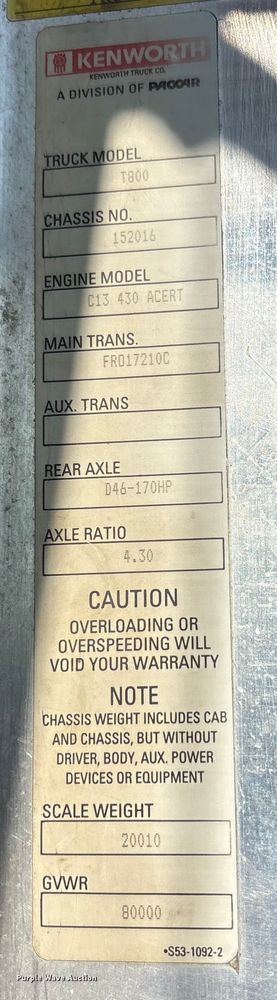 KENWORTH
KENWORTH TRUCK CO.
A DIVISION OF PACCAR
TRUCK MODEL
T800
CHASSIS NO.
152016
ENGINE MODEL
C13 430 ACERT
MAIN TRANS.
FRO17210C
AUX. TRANS
REAR AXLE
D46-170HP
AXLE RATIO
4.30
CAUTION
OVERLOADING OR
OVERSPEEDING WILL
VOID YOUR WARRANTY
NOTE
CHASSIS WEIGHT INCLUDES CAB
AND CHASSIS, BUT WITHOUT
DRIVER, BODY, AUX. POWER
DEVICES OR EQUIPMENT
SCALE WEIGHT
20010
GVWR
80000
•S53-1092-2
Purple Wave Auction